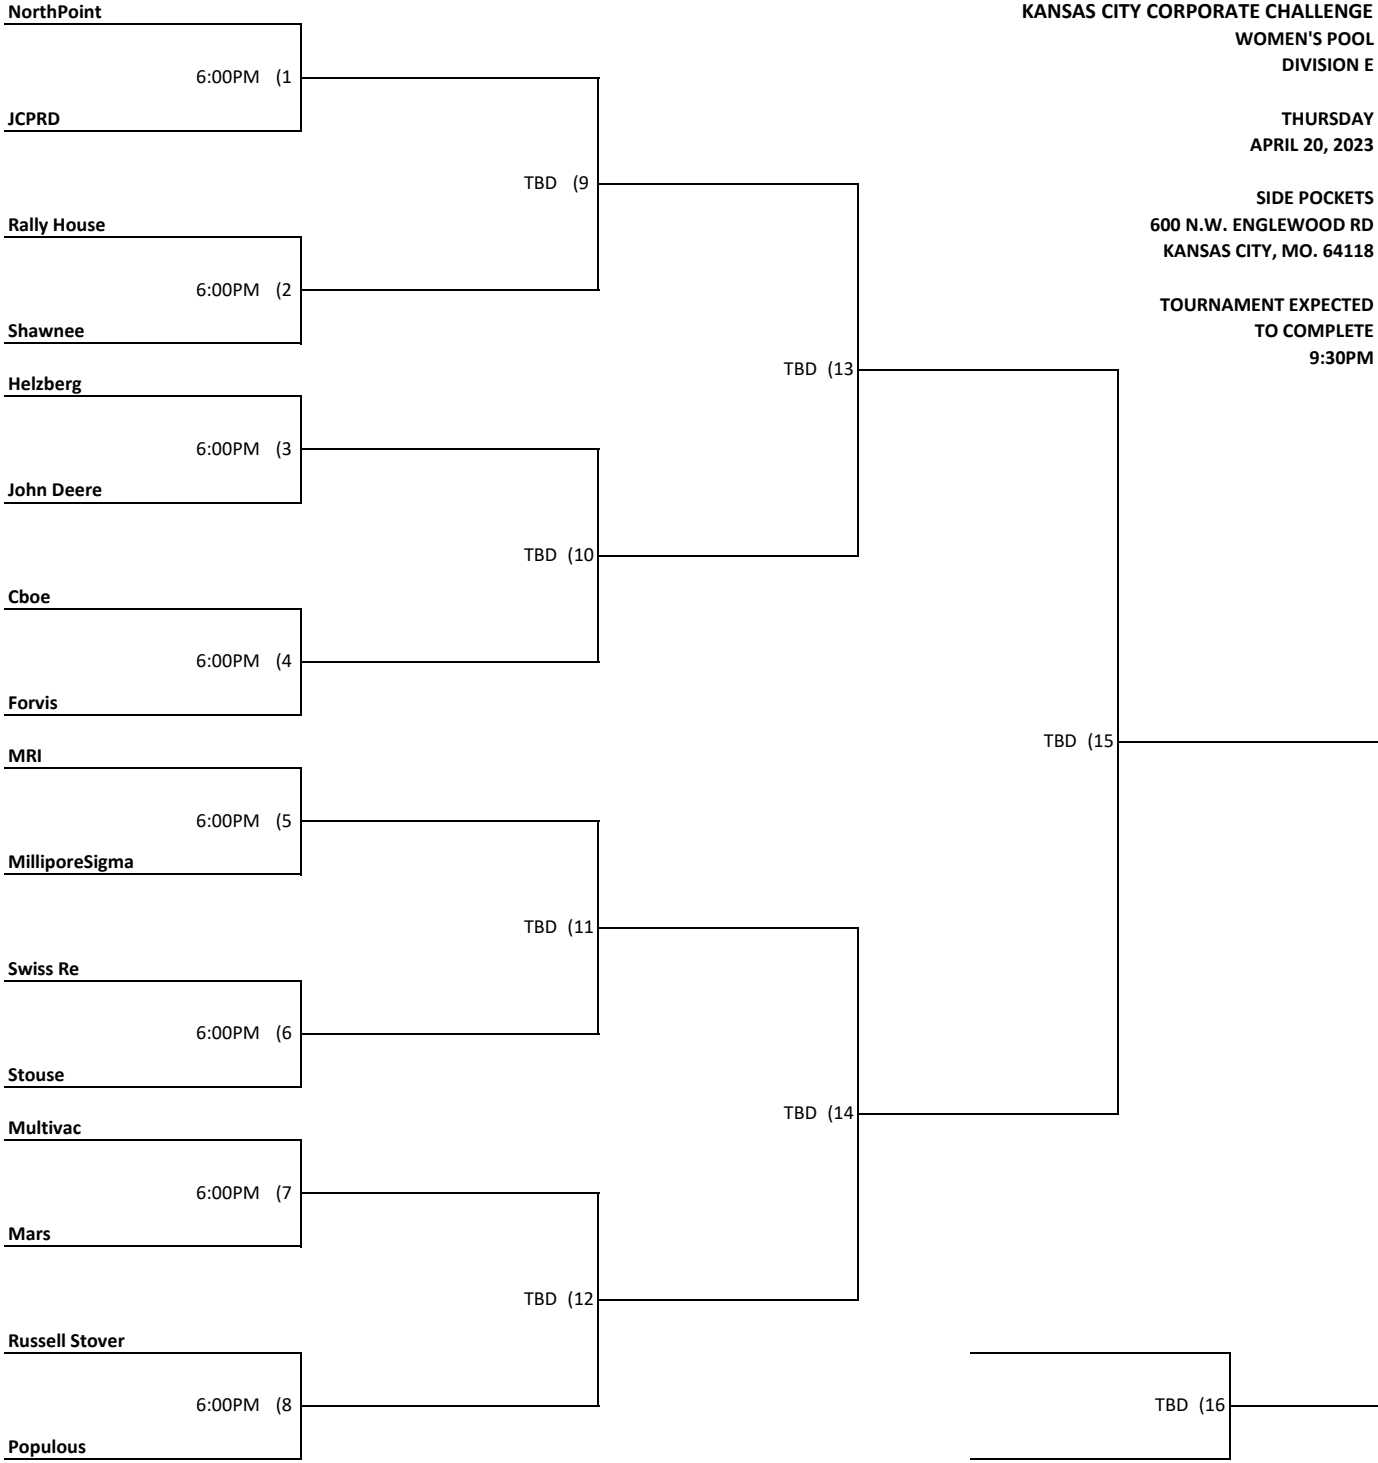 NorthPoint
KANSAS CITY CORPORATE CHALLENGE
WOMEN'S POOL
DIVISION E
6:00PM (1
JCPRD
THURSDAY
APRIL 20, 2023
TBD (9
SIDE POCKETS
Rally House
600 N.W. ENGLEWOOD RD
KANSAS CITY, MO. 64118
6:00PM (2
TOURNAMENT EXPECTED
Shawnee
TO COMPLETE
9:30PM
TBD (13
Helzberg
6:00PM (3
John Deere
TBD (10
Cboe
6:00PM (4
Forvis
TBD (15
MRI
6:00PM (5
MilliporeSigma
TBD (11
Swiss Re
6:00PM (6
Stouse
TBD (14
Multivac
6:00PM (7
Mars
TBD (12
Russell Stover
6:00PM (8
TBD (16
Populous